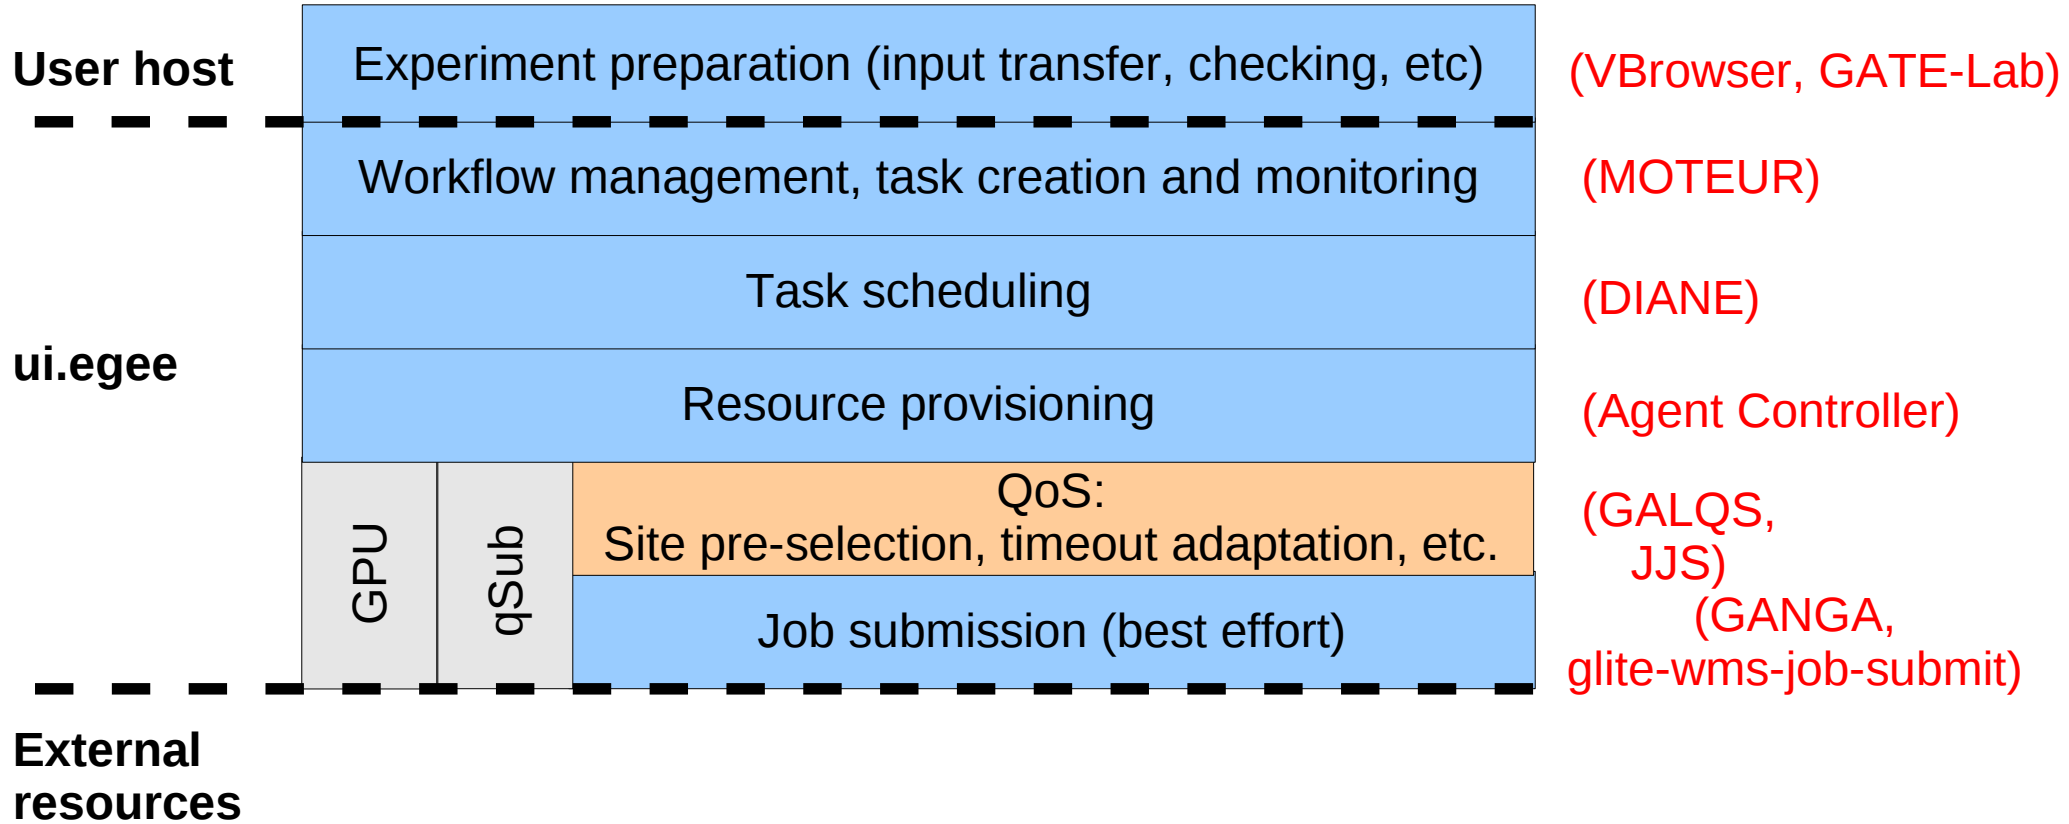 User host
Experiment preparation (input transfer, checking, etc)
(VBrowser, GATE-Lab)
Workflow management, task creation and monitoring
(MOTEUR)
Task scheduling
(DIANE)
ui.egee
Resource provisioning
(Agent Controller)
GPU
qSub
QoS:
Site pre-selection, timeout adaptation, etc.
(GALQS,
JJS)
Job submission (best effort)
(GANGA,
glite-wms-job-submit)
External
resources